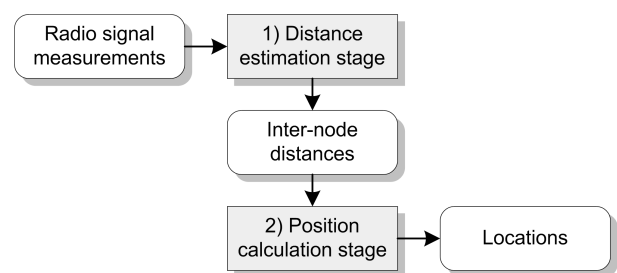 Radio signal
measurements
1) Distance
estimation stage
Inter-node
distances
2) Position
calculation stage
Locations